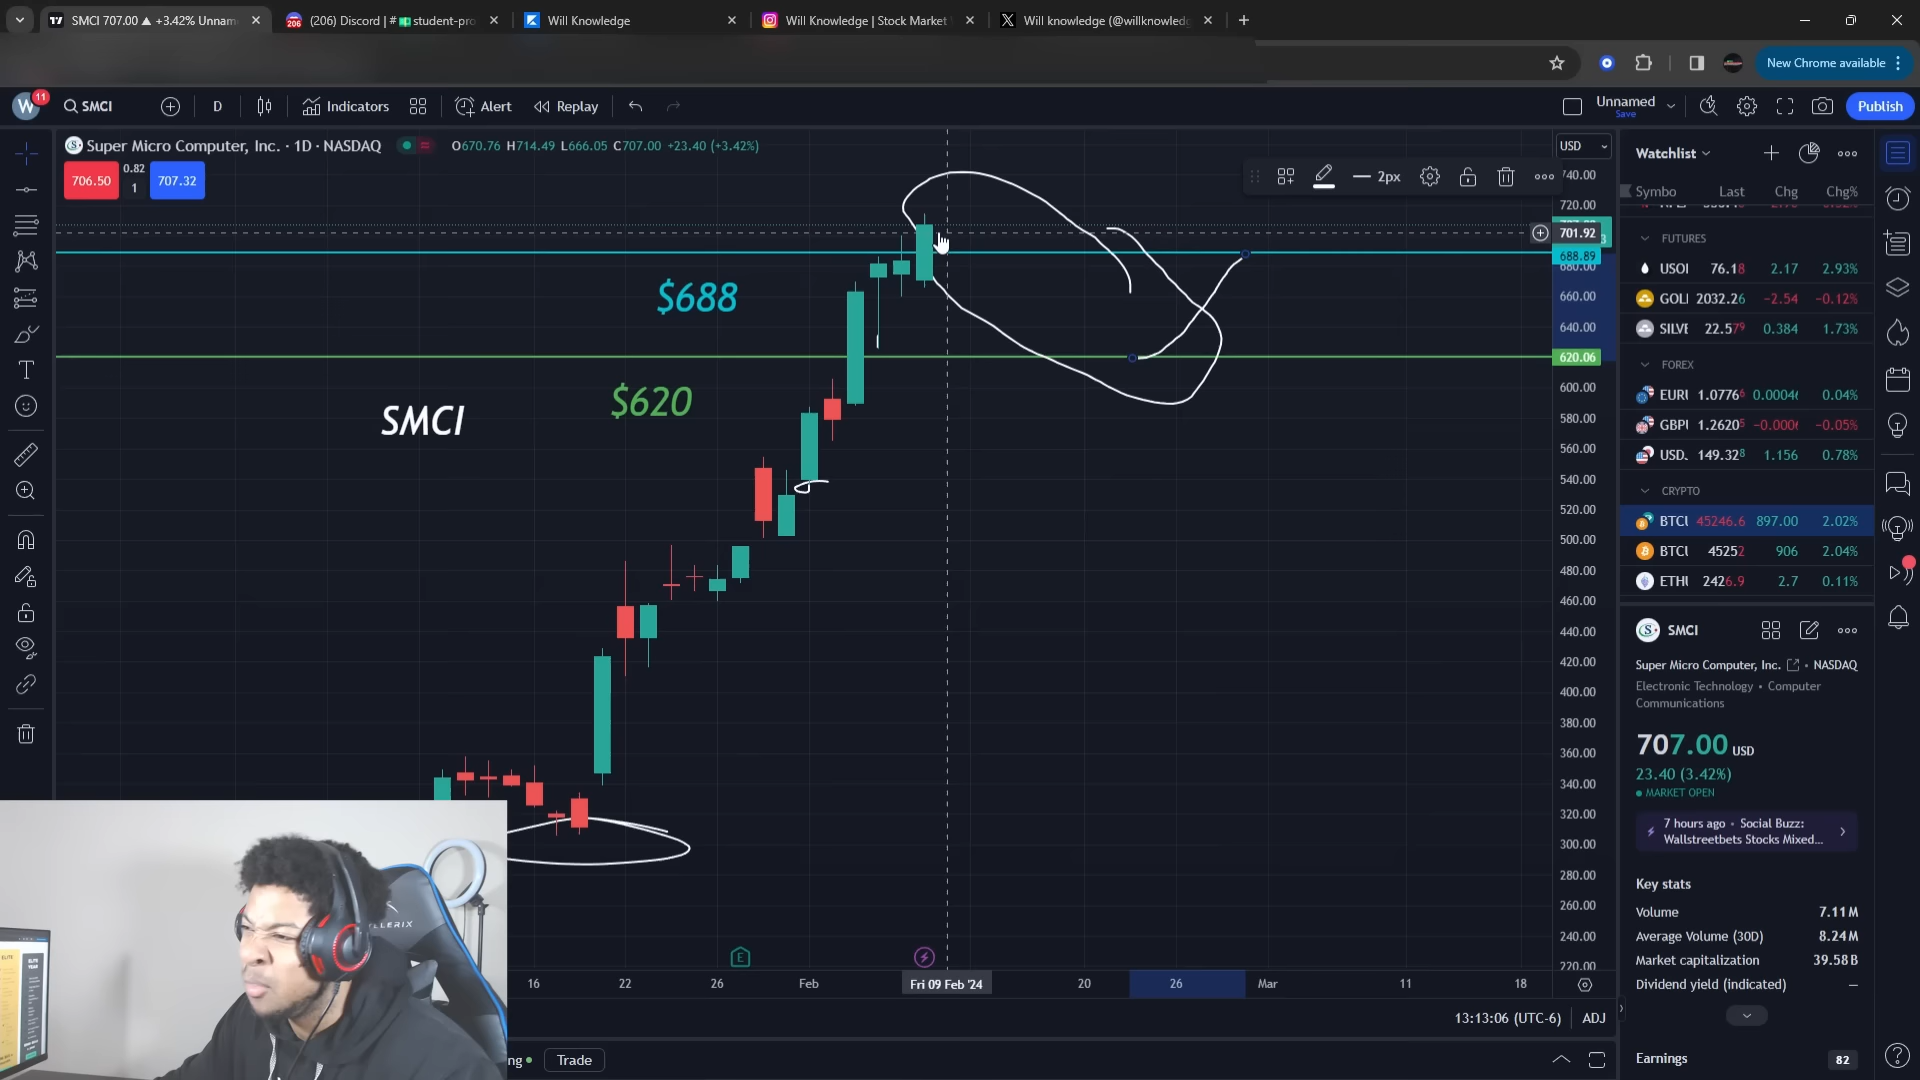 SMCI 707.00 ▲ +3.42% Unnam
(206) Discord | # student-pro
Will Knowledge
Will Knowledge | Stock Market
Will knowledge (@willknowled
New Chrome available
W 11
SMCI
D
Indicators
Alert
Replay
Unnamed
Save
Publish
Super Micro Computer, Inc. · 1D · NASDAQ
O670.76 H714.49 L666.05 C707.00 +23.40 (+3.42%)
706.50
0.82
1
707.32
2px
USD
$688
$620
SMCI
740.00
720.00
701.92
688.89
680.00
660.00
640.00
620.06
600.00
580.00
560.00
540.00
520.00
500.00
480.00
460.00
440.00
420.00
400.00
380.00
360.00
340.00
320.00
300.00
280.00
260.00
240.00
220.00
E
16
22
26
Feb
Fri 09 Feb '24
20
26
Mar
11
18
13:13:06 (UTC-6)
ADJ
Trade
Watchlist
Symbo Last Chg Chg%
FUTURES
USOI 76.18 2.17 2.93%
GOLI 2032.26 −2.54 −0.12%
SILVE 22.579 0.384 1.73%
FOREX
EURI 1.07766 0.0004 0.04%
GBPI 1.26205 −0.000 −0.05%
USD. 149.328 1.156 0.78%
CRYPTO
BTCI 45246.6 897.00 2.02%
BTCI 45252 906 2.04%
ETHI 2426.9 2.7 0.11%
SMCI
Super Micro Computer, Inc. • NASDAQ
Electronic Technology • Computer
Communications
707.00 USD
23.40 (3.42%)
MARKET OPEN
7 hours ago • Social Buzz:
Wallstreetbets Stocks Mixed...
Key stats
Volume 7.11M
Average Volume (30D) 8.24M
Market capitalization 39.58B
Dividend yield (indicated) —
Earnings 82